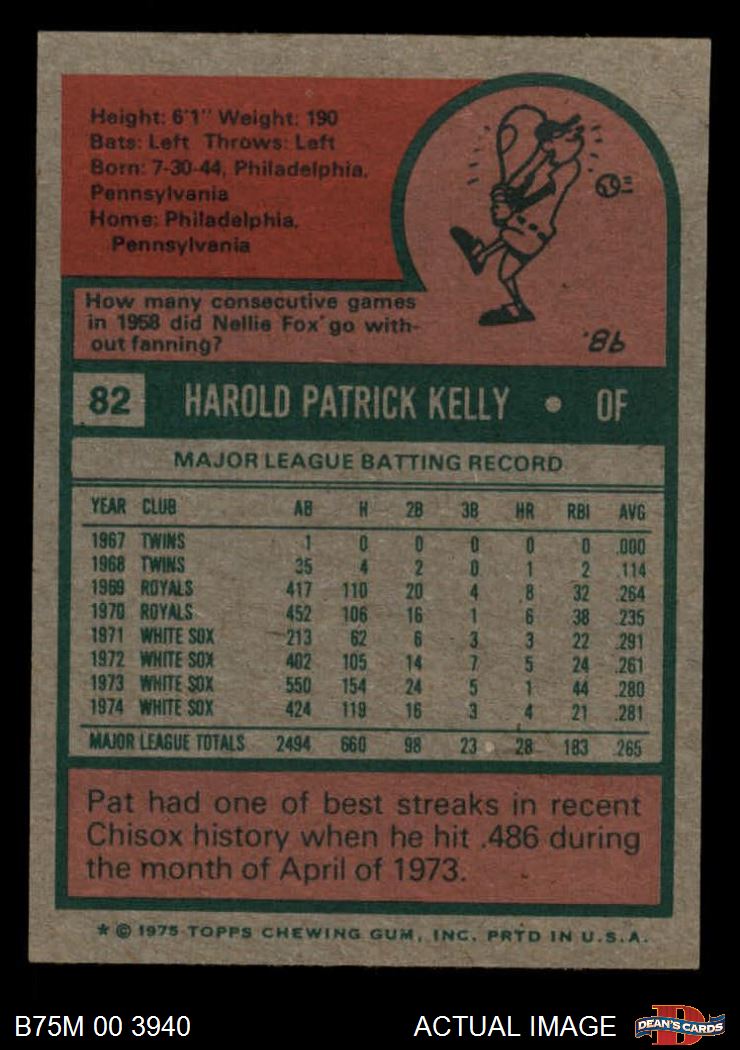 Height: 6'1" Weight: 190
Bats: Left Throws: Left
Born: 7-30-44, Philadelphia,
Pennsylvania
Home: Philadelphia,
Pennsylvania
How many consecutive games
in 1958 did Nellie Fox go with-
out fanning?
98.
82 HAROLD PATRICK KELLY • OF
MAJOR LEAGUE BATTING RECORD
YEAR CLUB AB H 2B 3B HR RBI AVG
1967 TWINS 1 0 0 0 0 0 .000
1968 TWINS 35 4 2 0 1 2 .114
1969 ROYALS 417 110 20 4 8 32 .264
1970 ROYALS 452 106 16 1 6 38 .235
1971 WHITE SOX 213 62 6 3 3 22 .291
1972 WHITE SOX 402 105 14 7 5 24 .261
1973 WHITE SOX 550 154 24 5 1 44 .280
1974 WHITE SOX 424 119 16 3 4 21 .281
MAJOR LEAGUE TOTALS 2494 660 98 23 28 183 .265
Pat had one of best streaks in recent
Chisox history when he hit .486 during
the month of April of 1973.
* © 1975 TOPPS CHEWING GUM, INC. PRTD IN U.S.A.
B75M 00 3940 ACTUAL IMAGE
D
DEAN'S CARDS